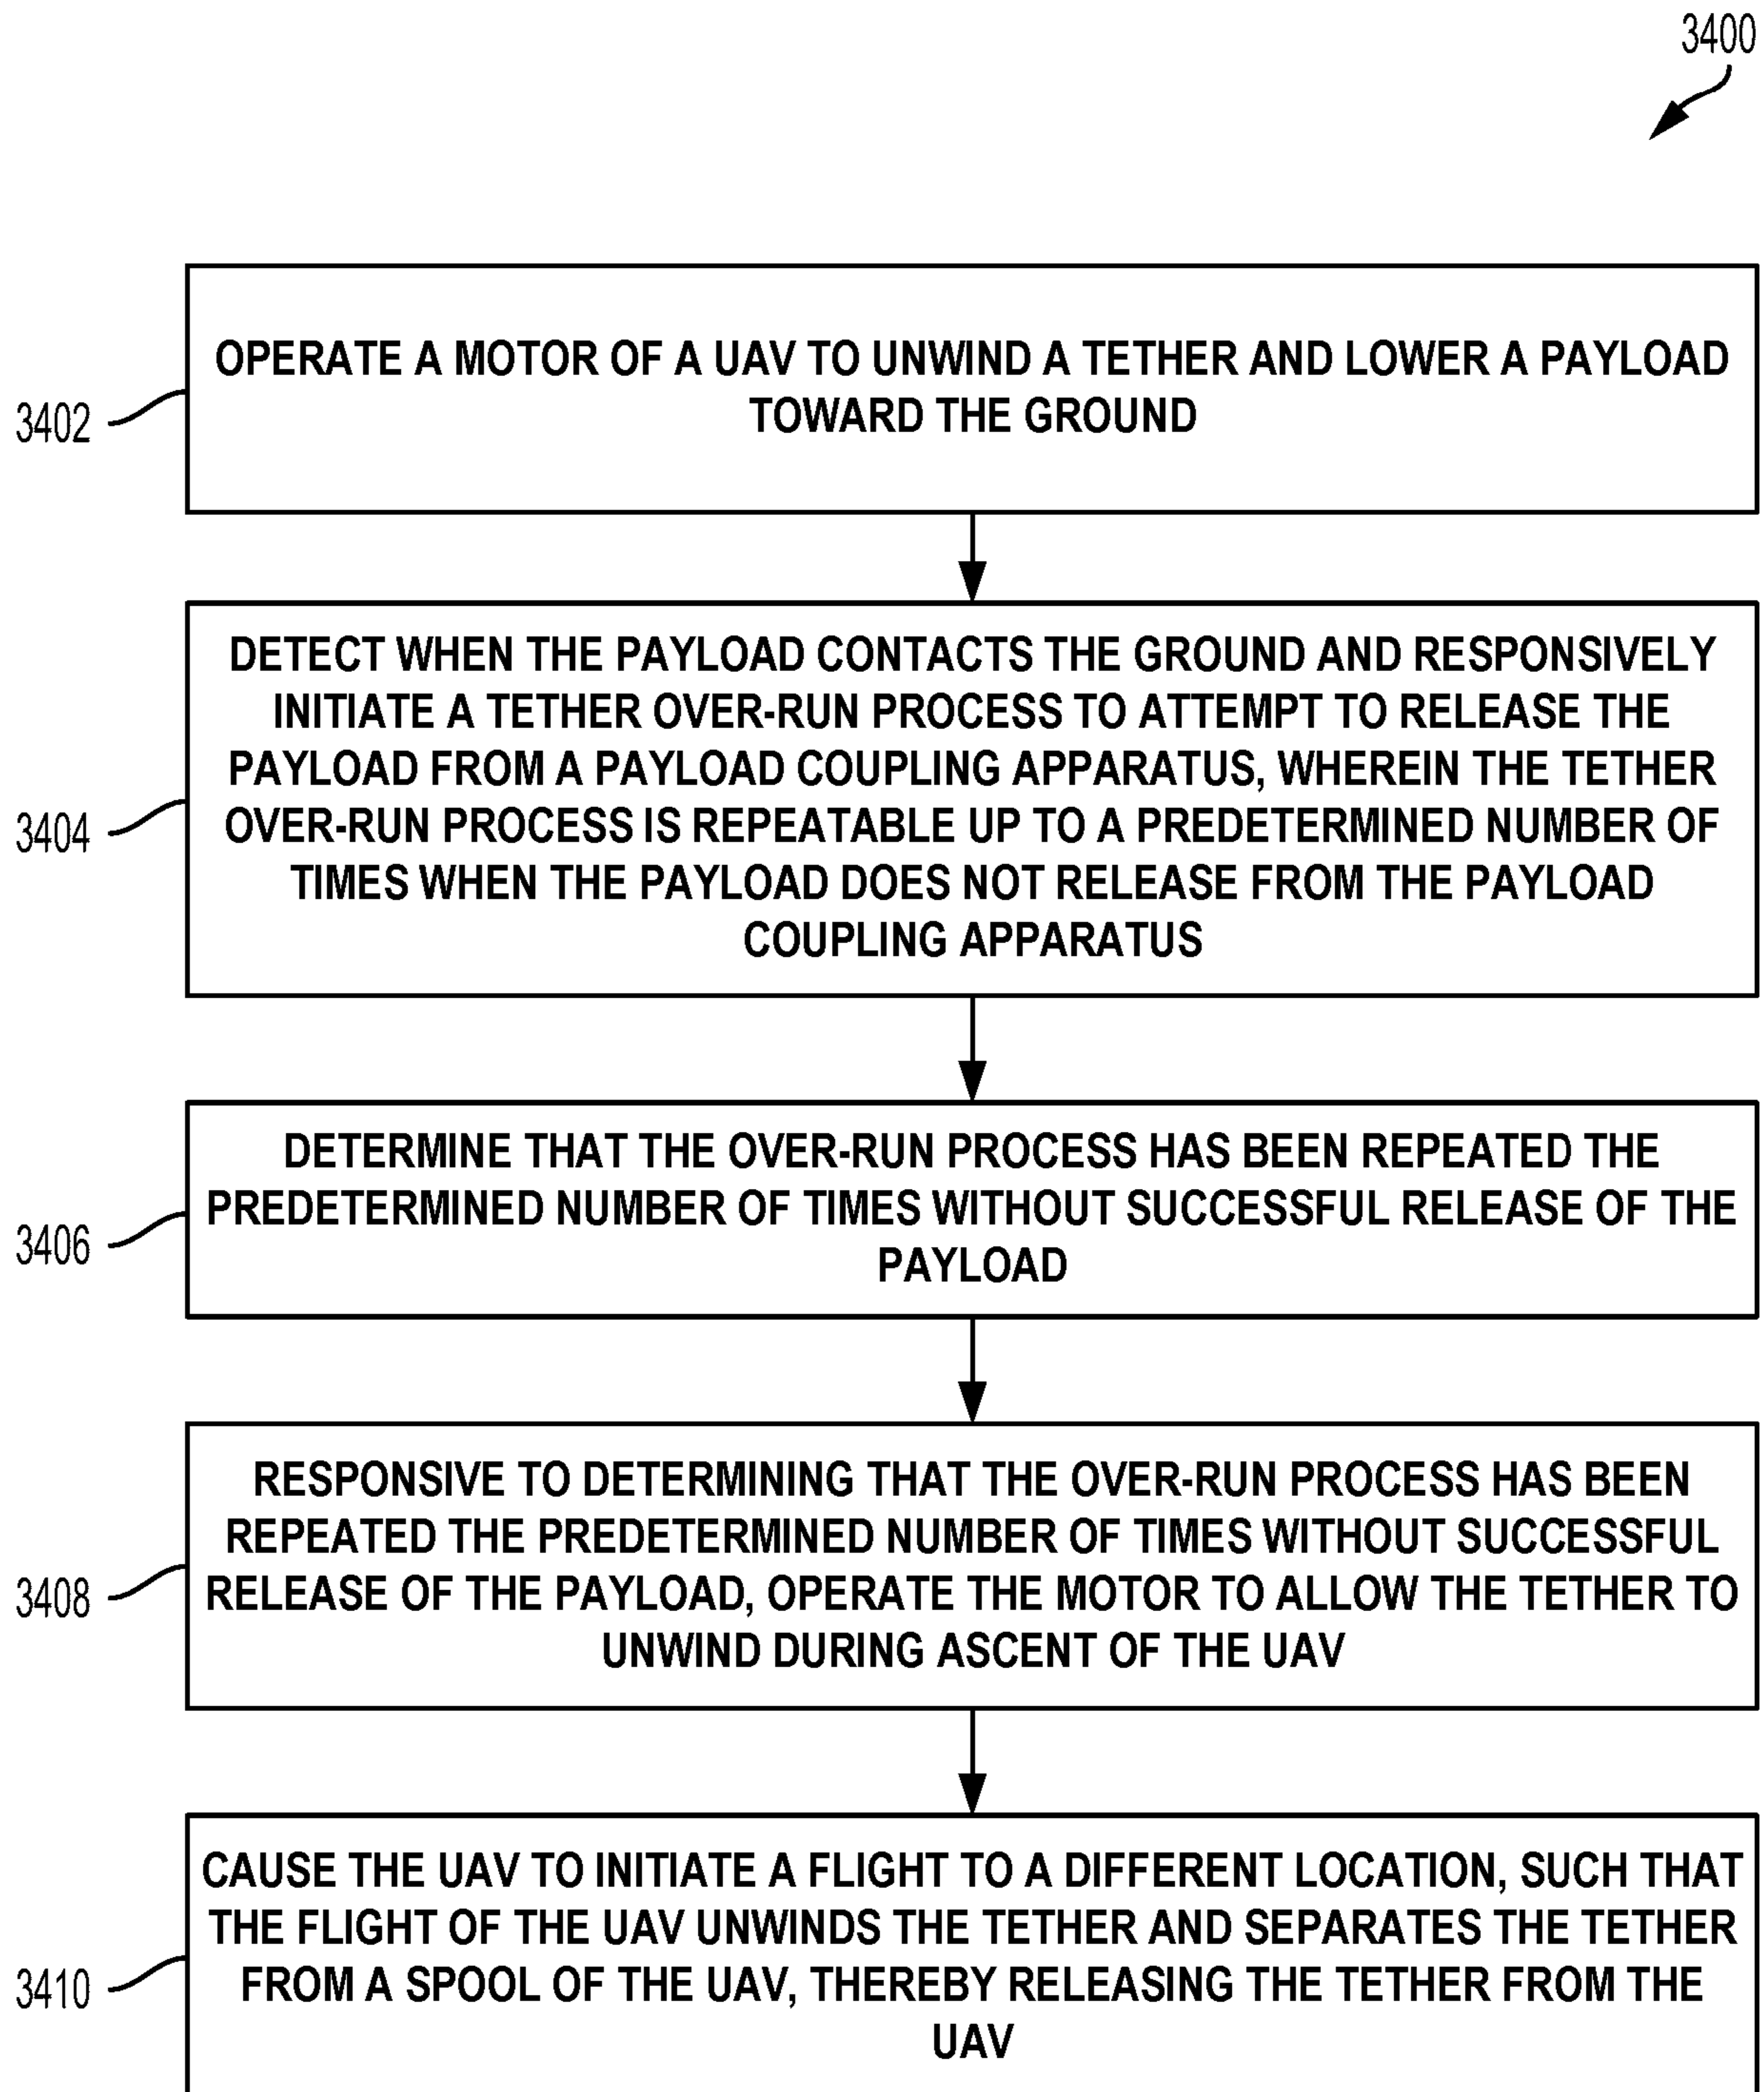 3400
OPERATE A MOTOR OF A UAV TO UNWIND A TETHER AND LOWER A PAYLOAD
TOWARD THE GROUND
3402
DETECT WHEN THE PAYLOAD CONTACTS THE GROUND AND RESPONSIVELY
INITIATE A TETHER OVER-RUN PROCESS TO ATTEMPT TO RELEASE THE
PAYLOAD FROM A PAYLOAD COUPLING APPARATUS, WHEREIN THE TETHER
OVER-RUN PROCESS IS REPEATABLE UP TO A PREDETERMINED NUMBER OF
TIMES WHEN THE PAYLOAD DOES NOT RELEASE FROM THE PAYLOAD
COUPLING APPARATUS
3404
DETERMINE THAT THE OVER-RUN PROCESS HAS BEEN REPEATED THE
PREDETERMINED NUMBER OF TIMES WITHOUT SUCCESSFUL RELEASE OF THE
PAYLOAD
3406
RESPONSIVE TO DETERMINING THAT THE OVER-RUN PROCESS HAS BEEN
REPEATED THE PREDETERMINED NUMBER OF TIMES WITHOUT SUCCESSFUL
RELEASE OF THE PAYLOAD, OPERATE THE MOTOR TO ALLOW THE TETHER TO
UNWIND DURING ASCENT OF THE UAV
3408
CAUSE THE UAV TO INITIATE A FLIGHT TO A DIFFERENT LOCATION, SUCH THAT
THE FLIGHT OF THE UAV UNWINDS THE TETHER AND SEPARATES THE TETHER
FROM A SPOOL OF THE UAV, THEREBY RELEASING THE TETHER FROM THE
UAV
3410